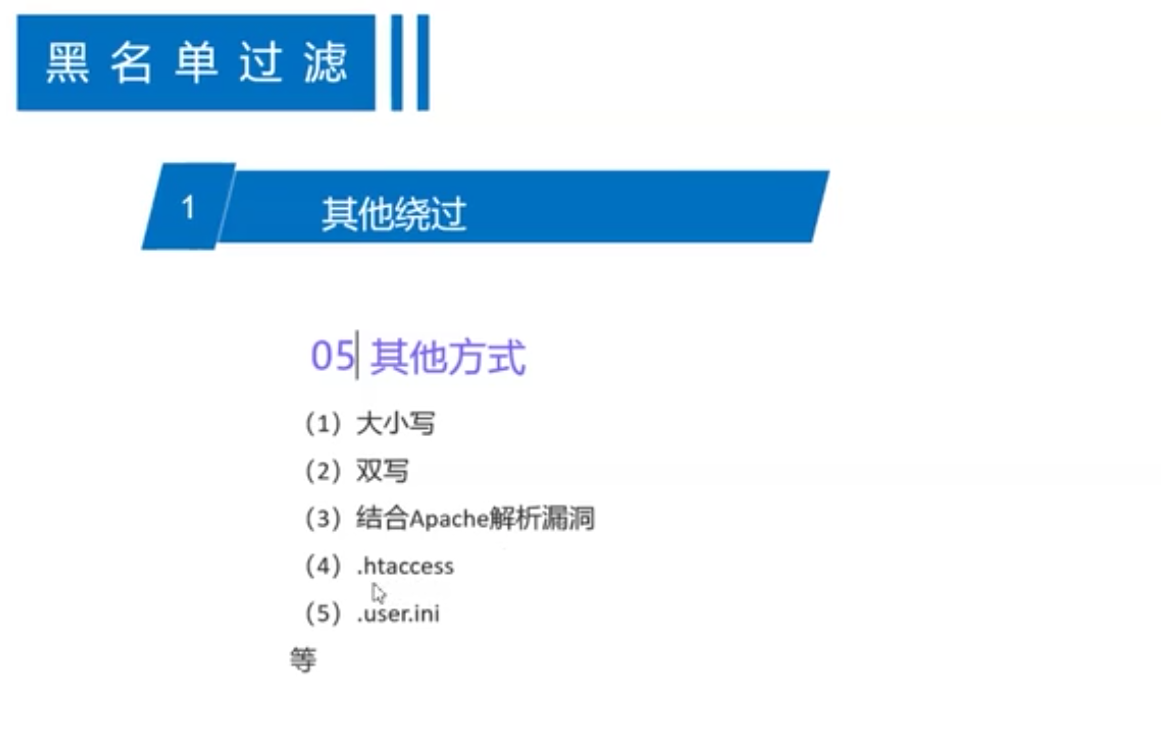 黑名单过滤
1 其他绕过
05 其他方式
（1）大小写
（2）双写
（3）结合Apache解析漏洞
（4）.htaccess
（5）.user.ini
等